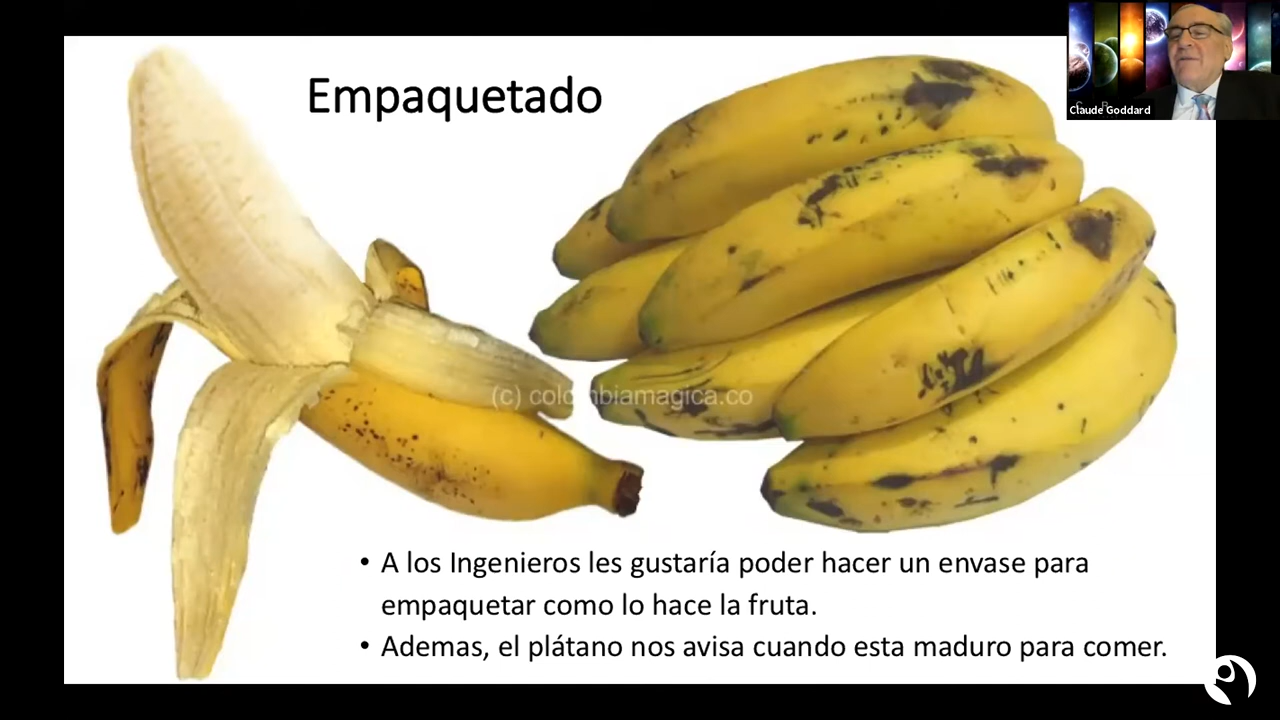 Empaquetado
Claude Goddard
(c) colombiamagica.co
• A los Ingenieros les gustaría poder hacer un envase para
empaquetar como lo hace la fruta.
• Ademas, el plátano nos avisa cuando esta maduro para comer.